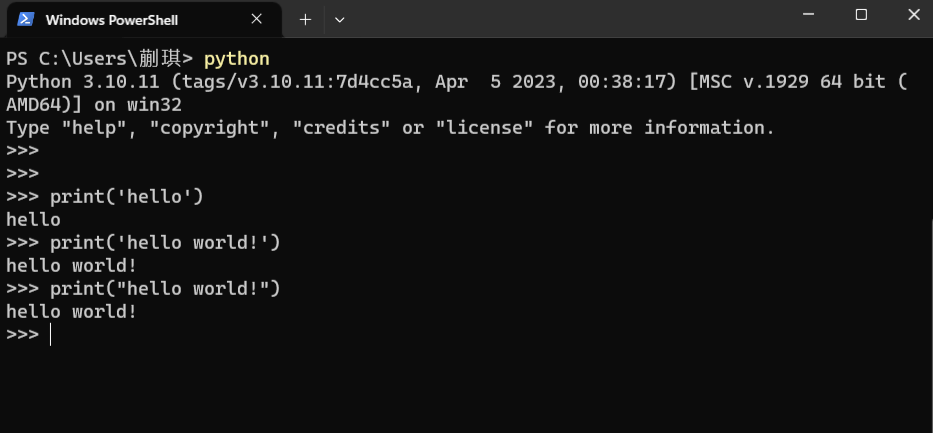 Windows PowerShell
PS C:\Users\蒯琪> python
Python 3.10.11 (tags/v3.10.11:7d4cc5a, Apr  5 2023, 00:38:17) [MSC v.1929 64 bit (
AMD64)] on win32
Type "help", "copyright", "credits" or "license" for more information.
>>>
>>>
>>> print('hello')
hello
>>> print('hello world!')
hello world!
>>> print("hello world!")
hello world!
>>>